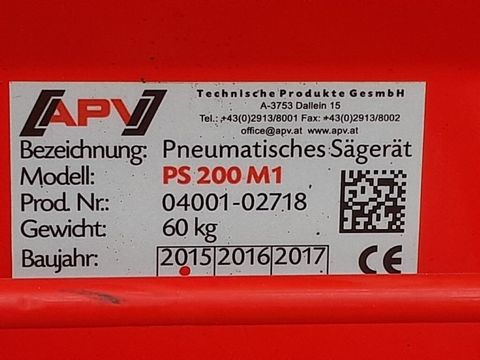 APV
Technische Produkte GesmbH
A-3753 Dallein 15
Tel.: +43(0)2913/8001 Fax: +43(0)2913/8002
office@apv.at www.apv.at
Bezeichnung: Pneumatisches Sägerät
Modell: PS 200 M1
Prod. Nr.: 04001-02718
Gewicht: 60 kg
Baujahr: 2015 2016 2017 CE